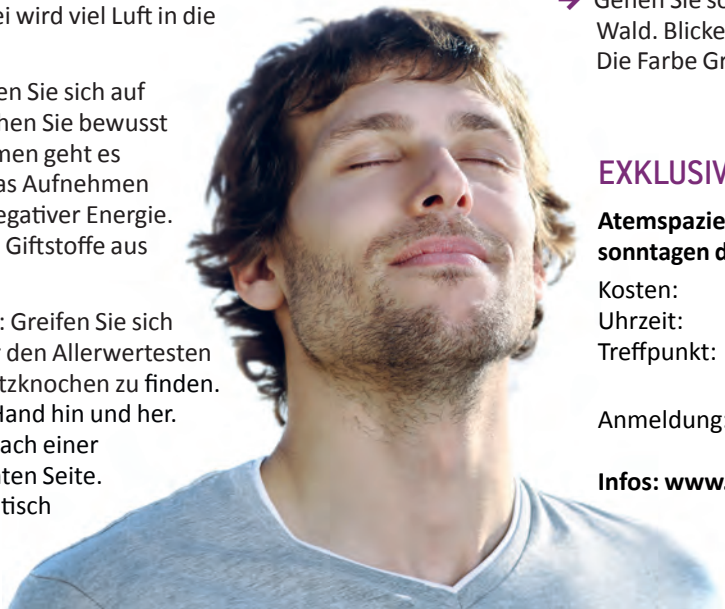 ei wird viel Luft in die
en Sie sich auf
hen Sie bewusst
men geht es
as Aufnehmen
egativer Energie.
Giftstoffe aus
: Greifen Sie sich
r den Allerwertesten
tzknochen zu finden.
Hand hin und her.
ach einer
ten Seite.
tisch
→ Gehen Sie so
Wald. Blicke
Die Farbe Gr
EXKLUSIV
Atemspazie
sonntagen d
Kosten:
Uhrzeit:
Treffpunkt:
Anmeldung:
Infos: www.